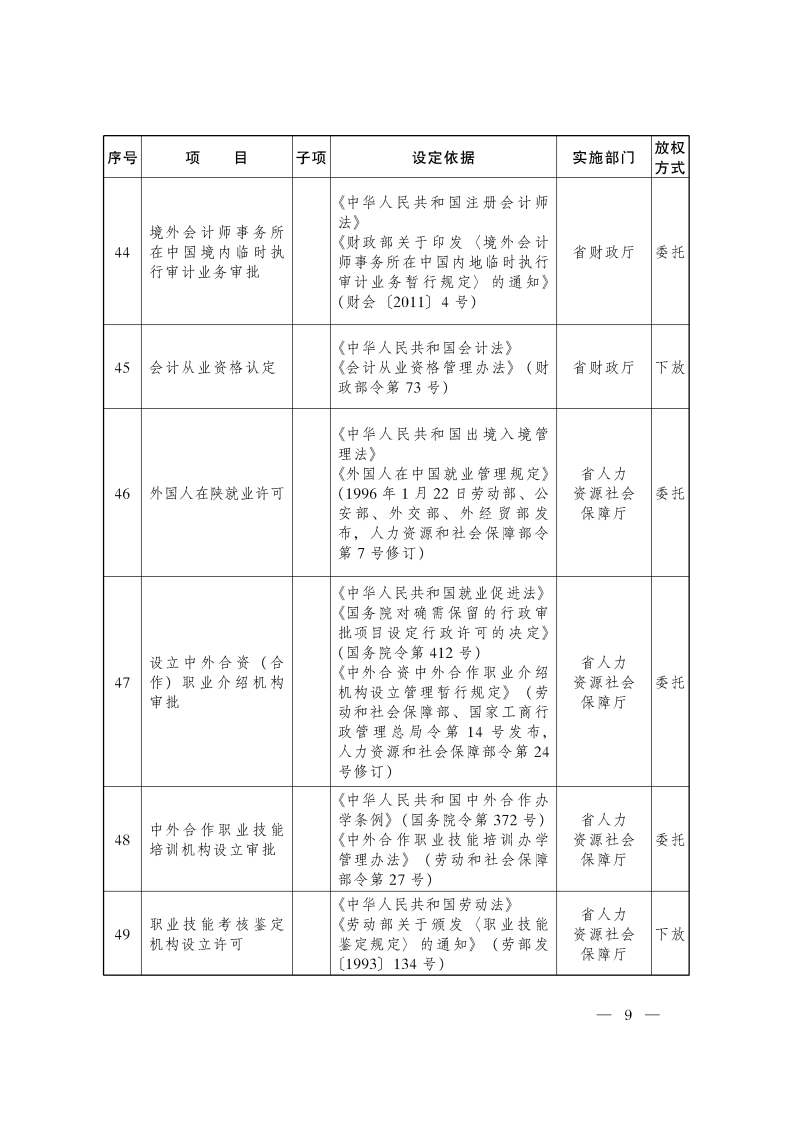 序号 项 目 子项 设定依据 实施部门 放权方式
44
境外会计师事务所
在中国境内临时执
行审计业务审批
《中华人民共和国注册会计师
法》
《财政部关于印发〈境外会计
师事务所在中国内地临时执行
审计业务暂行规定〉的通知》
(财会〔2011〕4 号)
省财政厅
委托
45
会计从业资格认定
《中华人民共和国会计法》
《会计从业资格管理办法》(财
政部令第 73 号)
省财政厅
下放
46
外国人在陕就业许可
《中华人民共和国出境入境管
理法》
《外国人在中国就业管理规定》
(1996 年 1 月 22 日劳动部、公
安部、外交部、外经贸部发
布，人力资源和社会保障部令
第 7 号修订)
省人力
资源社会
保障厅
委托
47
设立中外合资(合
作)职业介绍机构
审批
《中华人民共和国就业促进法》
《国务院对确需保留的行政审
批项目设定行政许可的决定》
(国务院令第 412 号)
《中外合资中外合作职业介绍
机构设立管理暂行规定》(劳
动和社会保障部、国家工商行
政管理总局令第 14 号发布，
人力资源和社会保障部令第 24
号修订)
省人力
资源社会
保障厅
委托
48
中外合作职业技能
培训机构设立审批
《中华人民共和国中外合作办
学条例》(国务院令第 372 号)
《中外合作职业技能培训办学
管理办法》(劳动和社会保障
部令第 27 号)
省人力
资源社会
保障厅
委托
49
职业技能考核鉴定
机构设立许可
《中华人民共和国劳动法》
《劳动部关于颁发〈职业技能
鉴定规定〉的通知》(劳部发
〔1993〕134 号)
省人力
资源社会
保障厅
下放
— 9 —